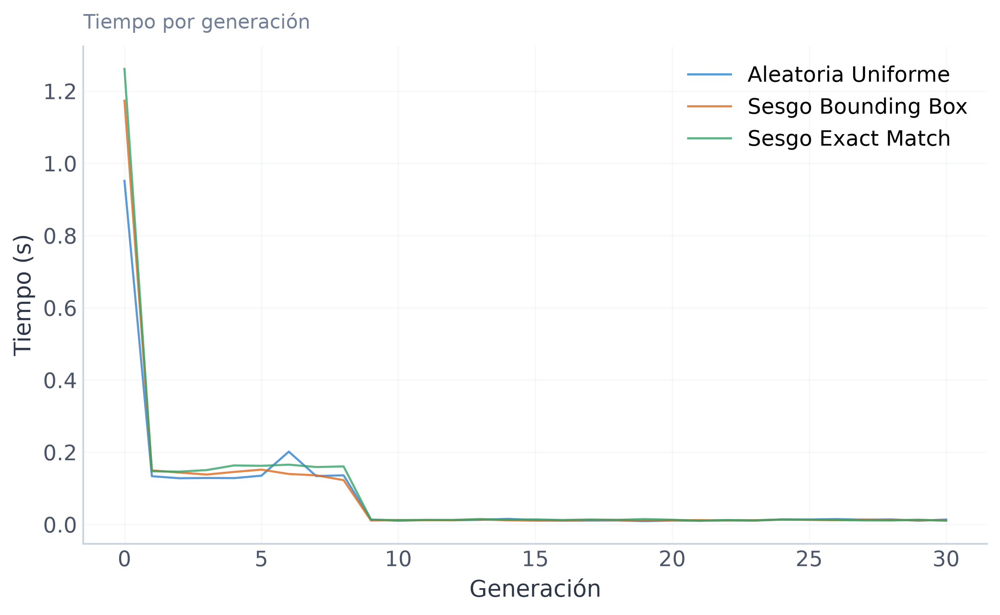 Tiempo por generación
Aleatoria Uniforme
Sesgo Bounding Box
Sesgo Exact Match
1.2
1.0
0.8
0.6
0.4
0.2
0.0
Tiempo (s)
0 5 10 15 20 25 30
Generación